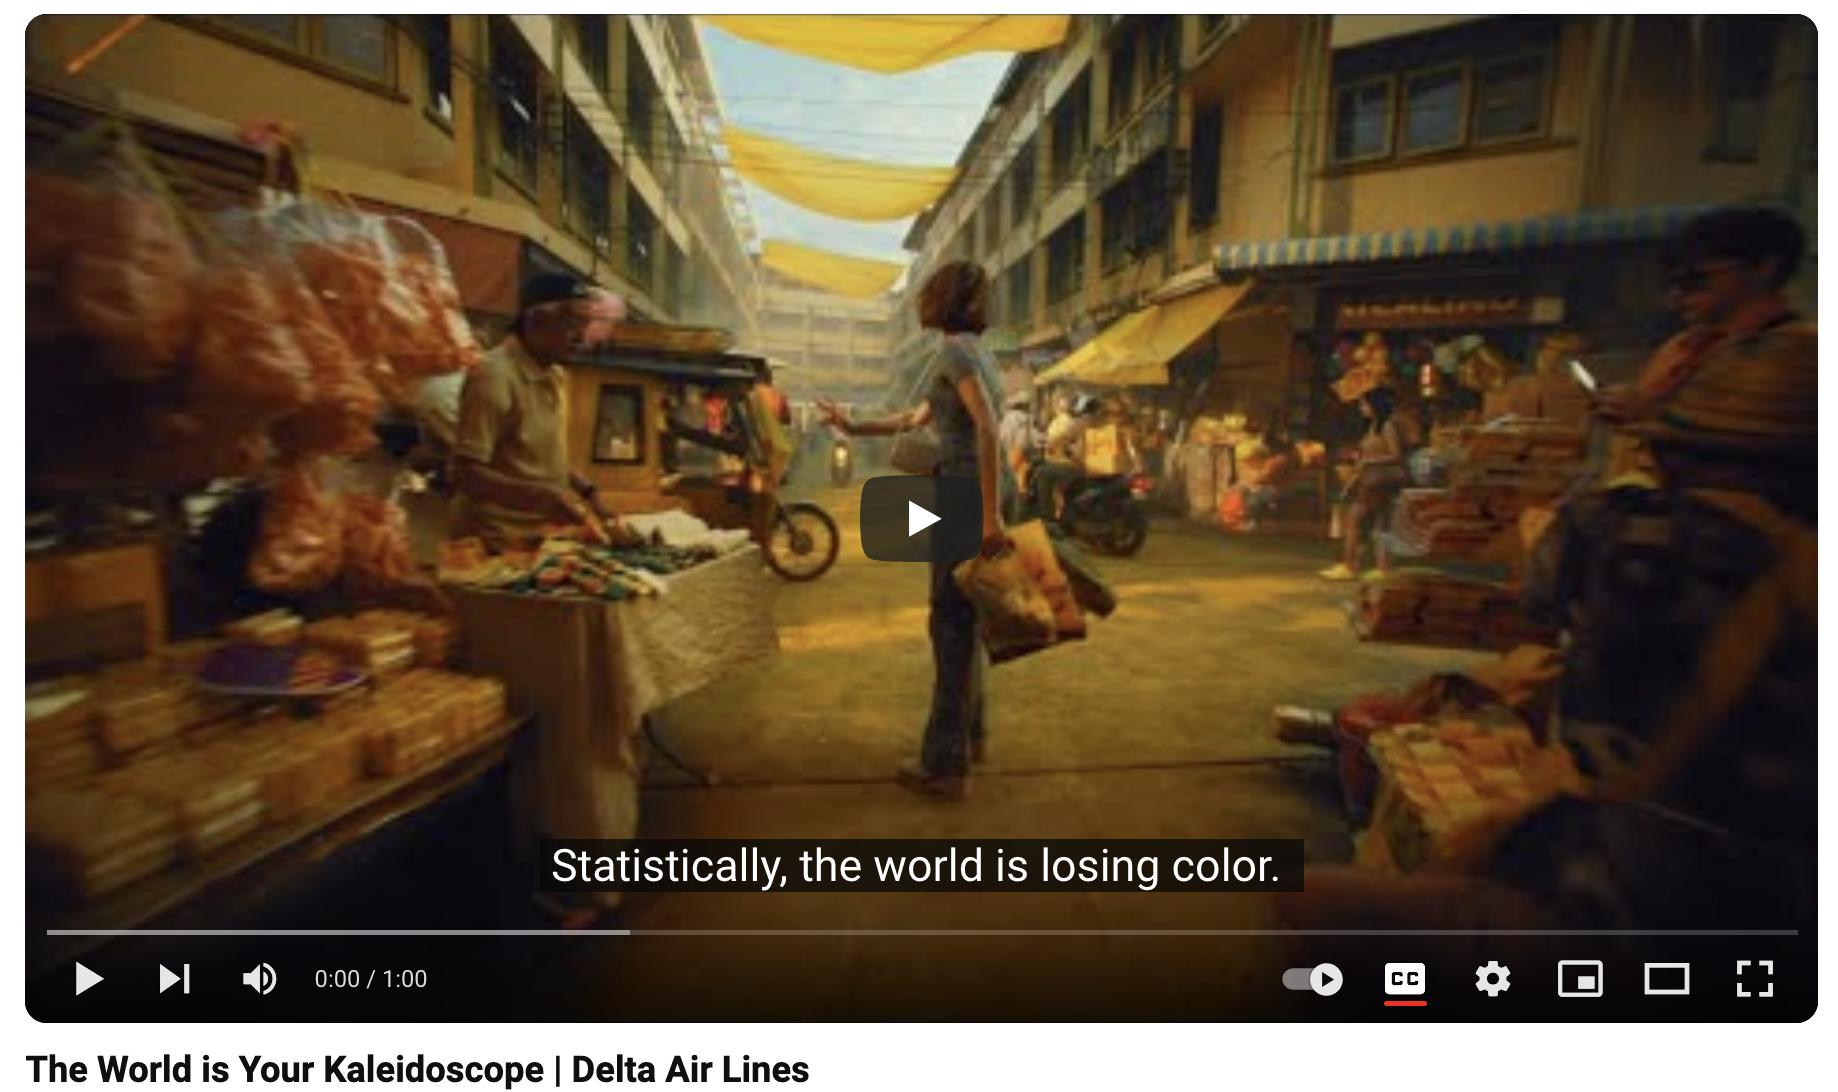 Statistically, the world is losing color.
0:00 / 1:00
CC
The World is Your Kaleidoscope | Delta Air Lines